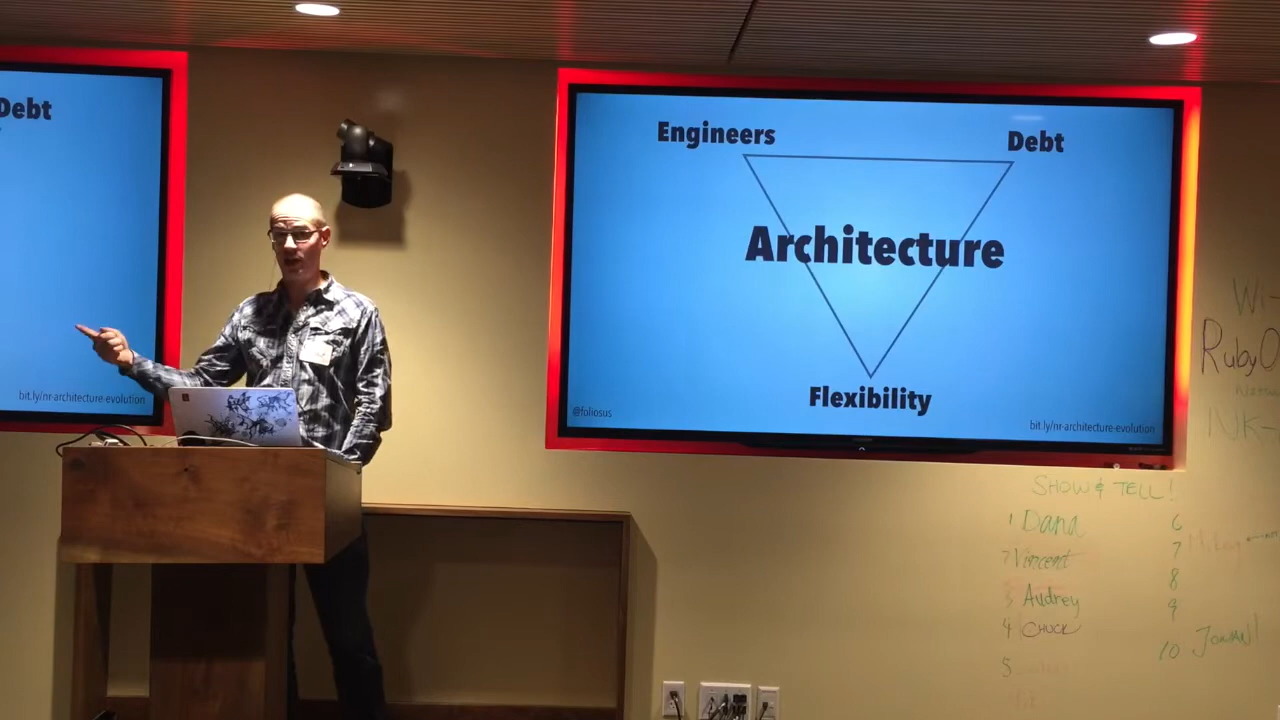 Debt
bit.ly/nr-architecture-evolution
Engineers
Debt
Architecture
Flexibility
@foliosus
bit.ly/nr-architecture-evolution
SHOW & TELL!
1 Dana
2 Vincent
3 Audrey
4 CHUCK
5
6
7
8
9
10